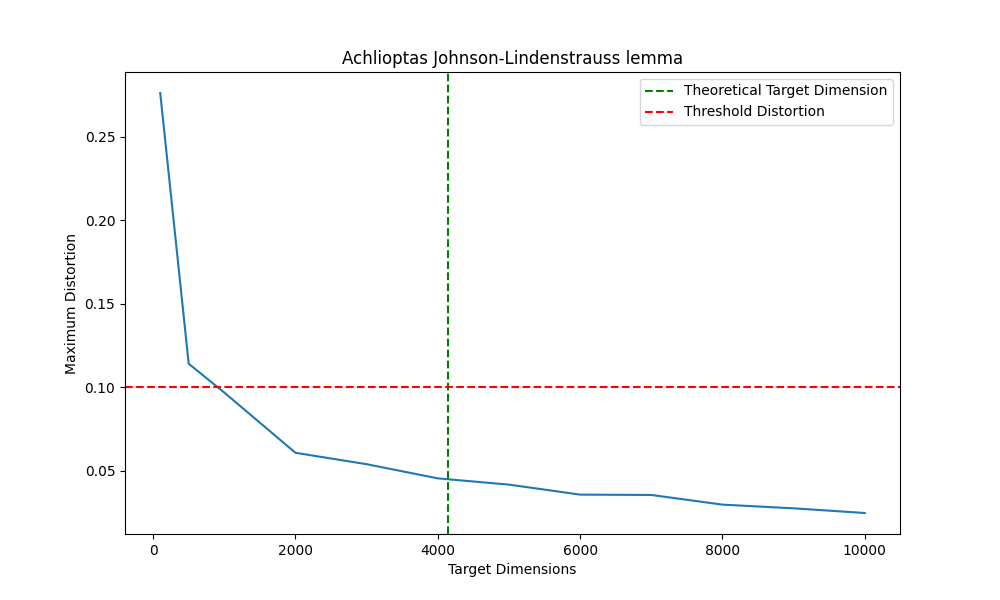 Achlioptas Johnson-Lindenstrauss lemma
Theoretical Target Dimension
Threshold Distortion
Maximum Distortion
0.25
0.20
0.15
0.10
0.05
0
2000
4000
6000
8000
10000
Target Dimensions